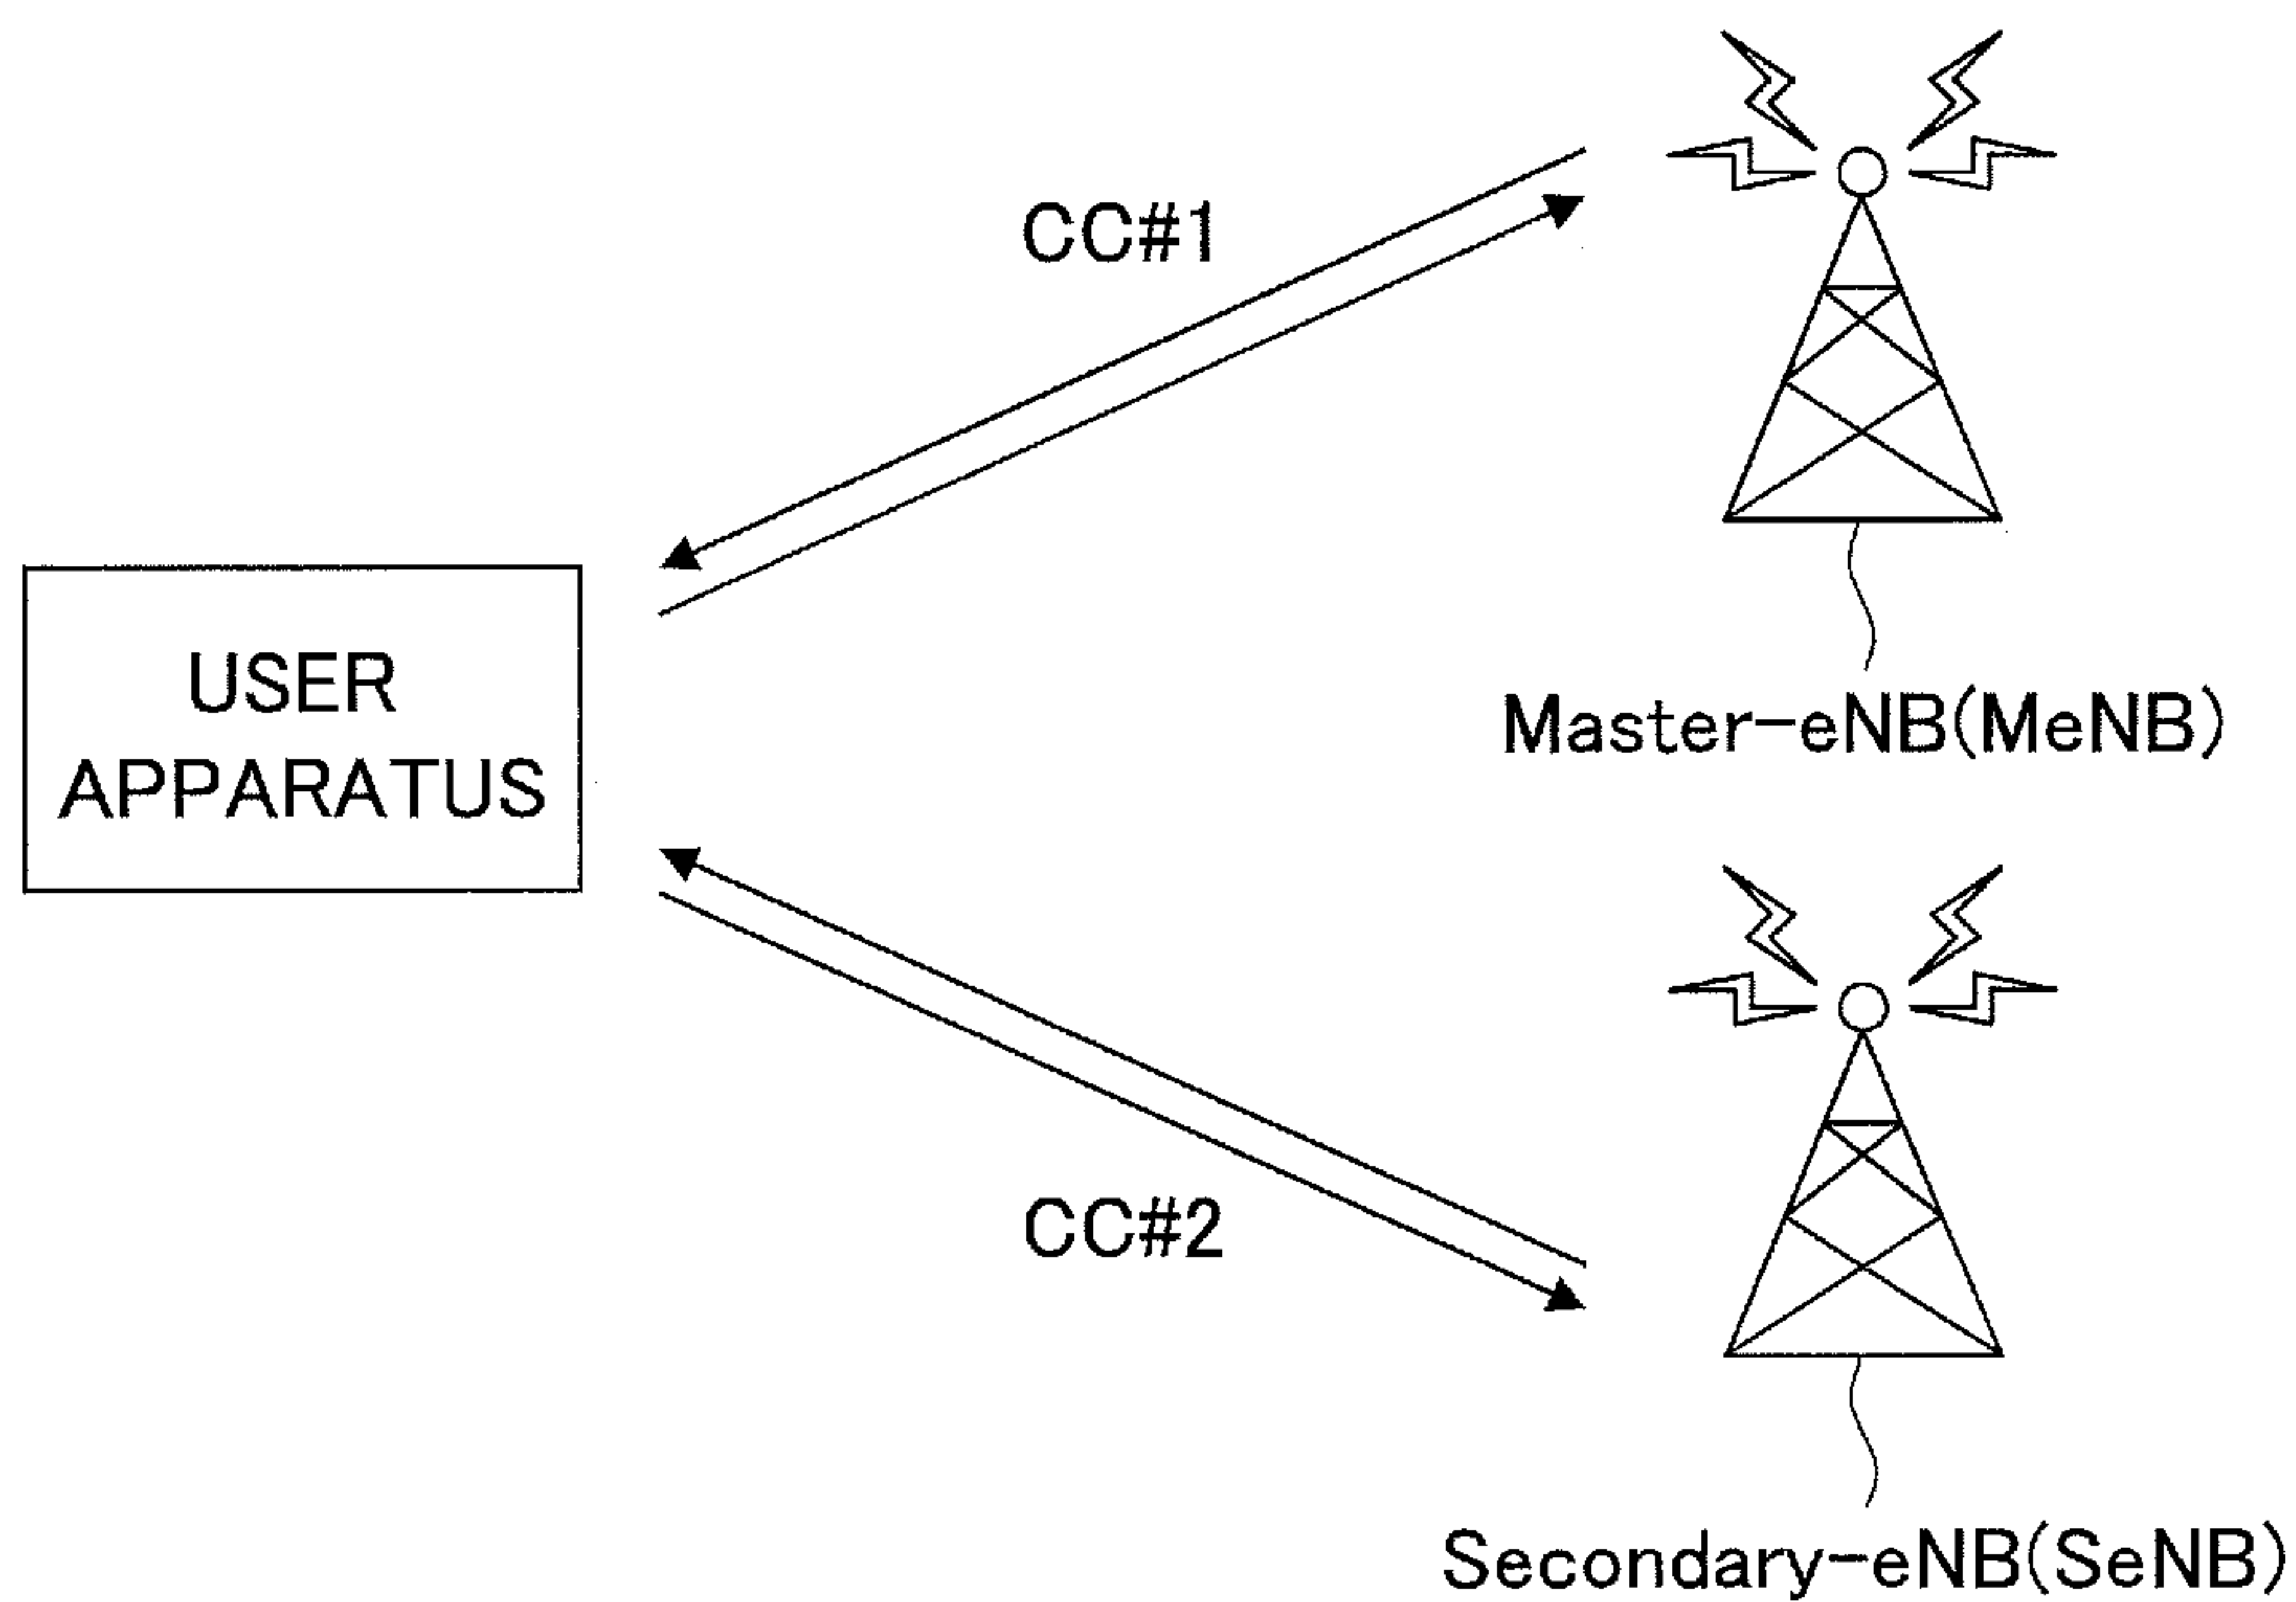 CC#1
USER
APPARATUS
Master-eNB(MeNB)
CC#2
Secondary-eNB(SeNB)